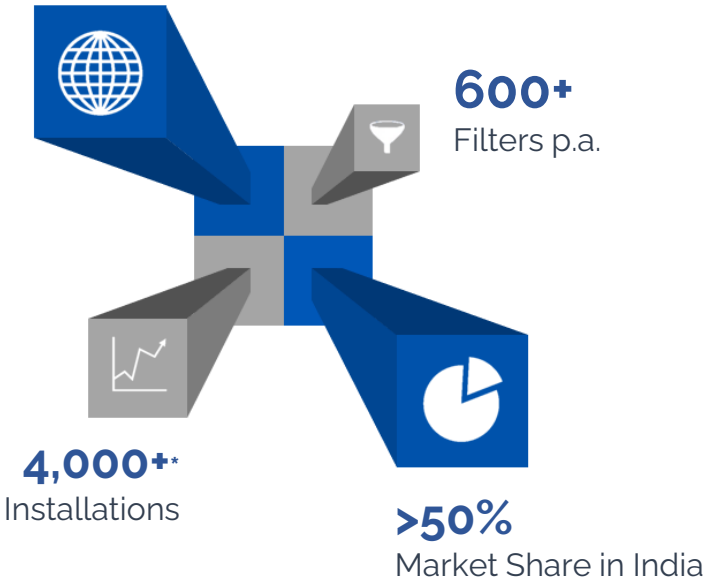 600+
Filters p.a.
4,000+*
Installations
>50%
Market Share in India